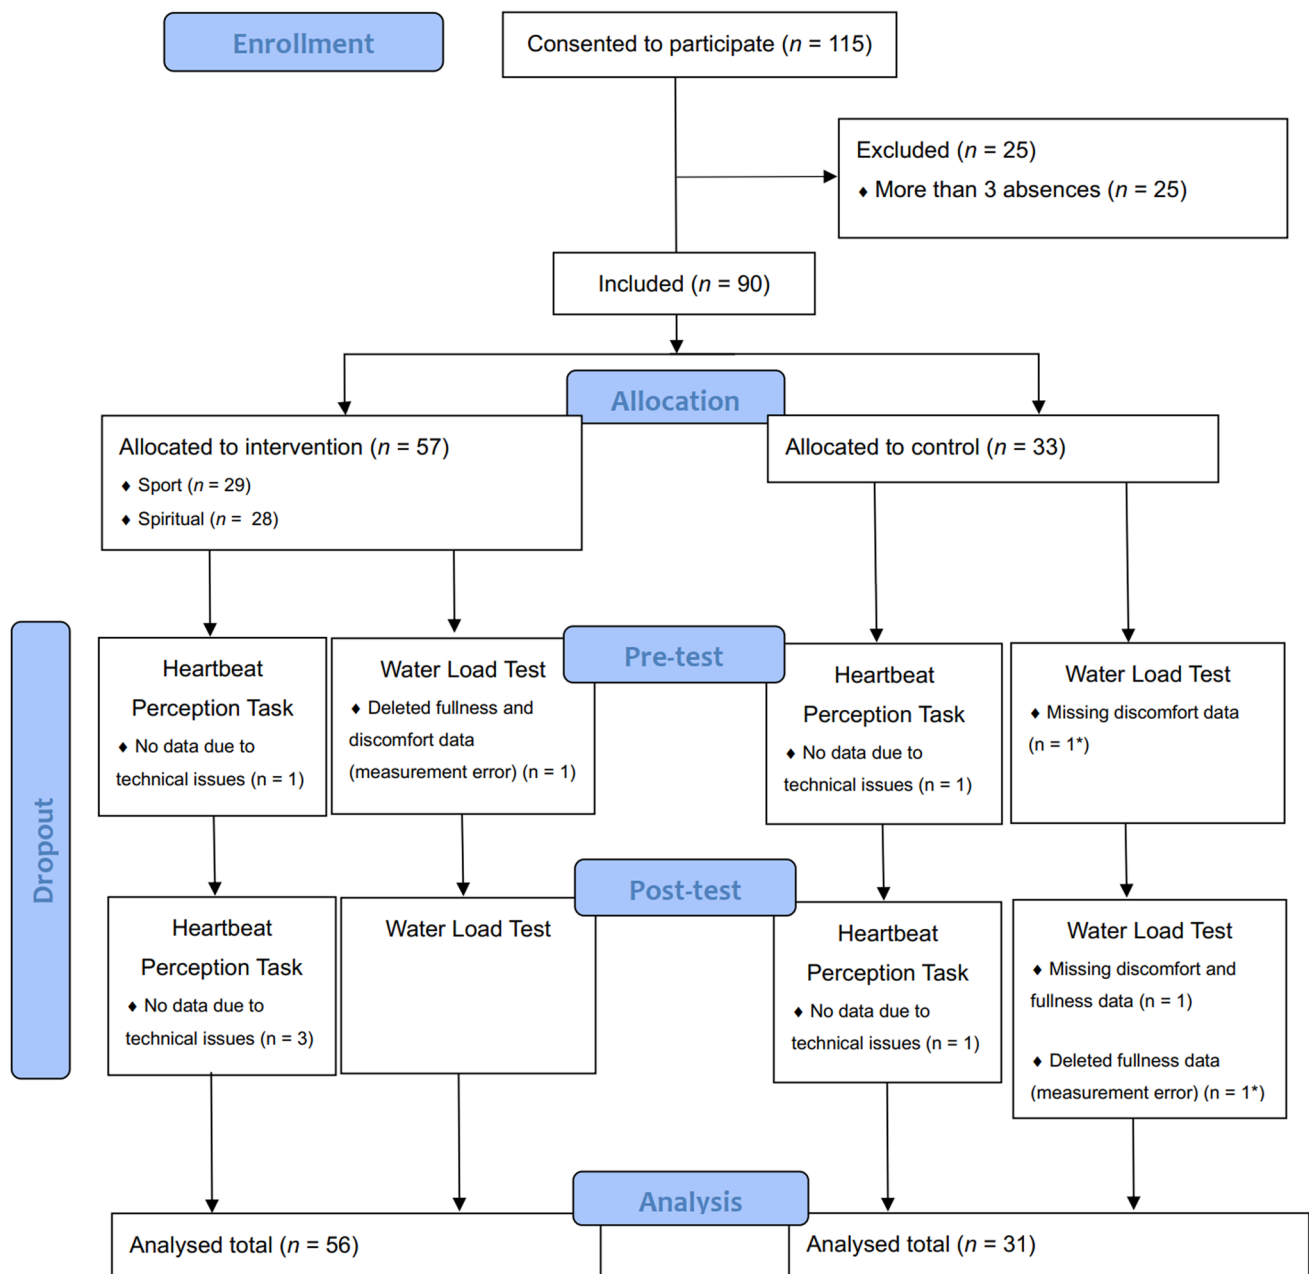 Enrollment
Consented to participate (n = 115)
Excluded (n = 25)
♦ More than 3 absences (n = 25)
Included (n = 90)
Allocation
Allocated to intervention (n = 57)
♦ Sport (n = 29)
♦ Spiritual (n = 28)
Allocated to control (n = 33)
Dropout
Pre-test
Heartbeat
Perception Task
♦ No data due to
technical issues (n = 1)
Water Load Test
♦ Deleted fullness and
discomfort data
(measurement error) (n = 1)
Heartbeat
Perception Task
♦ No data due to
technical issues (n = 1)
Water Load Test
♦ Missing discomfort data
(n = 1*)
Post-test
Heartbeat
Perception Task
♦ No data due to
technical issues (n = 3)
Water Load Test
Heartbeat
Perception Task
♦ No data due to
technical issues (n = 1)
Water Load Test
♦ Missing discomfort and
fullness data (n = 1)
♦ Deleted fullness data
(measurement error) (n = 1*)
Analysis
Analysed total (n = 56)
Analysed total (n = 31)